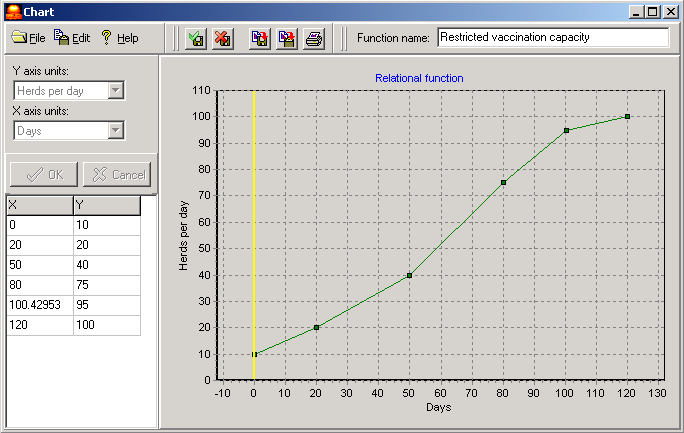 Chart
File Edit ? Help Function name: Restricted vaccination capacity
Y axis units:
Herds per day
X axis units:
Days
OK Cancel
X Y
0 10
20 20
50 40
80 75
100.42953 95
120 100
Relational function
Herds per day
110
100
90
80
70
60
50
40
30
20
10
0
-10 0 10 20 30 40 50 60 70 80 90 100 110 120 130
Days